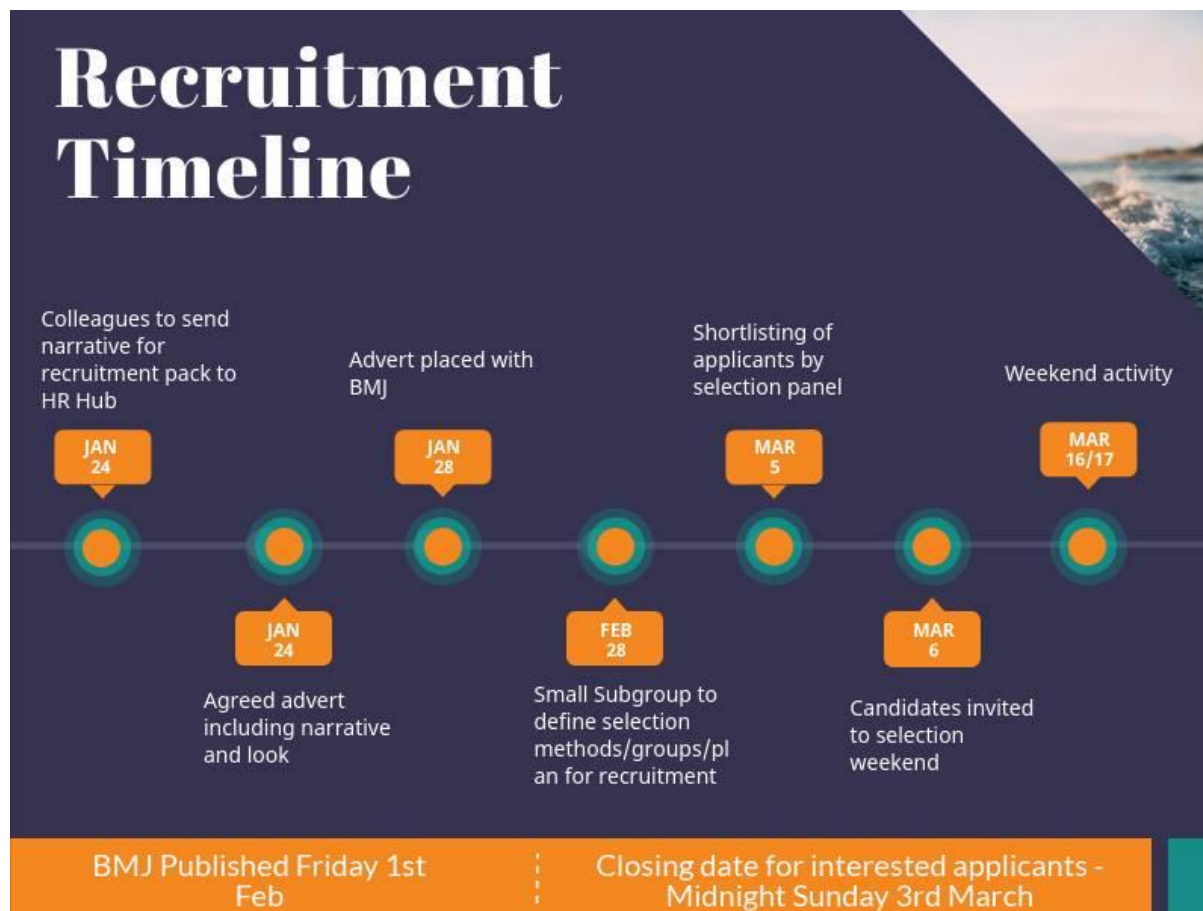 Recruitment
Timeline
Colleagues to send
narrative for
recruitment pack to
HR Hub
JAN
24
JAN
24
Agreed advert
including narrative
and look
Advert placed with
BMJ
JAN
28
FEB
28
Small Subgroup to
define selection
methods/groups/pl
an for recruitment
Shortlisting of
applicants by
selection panel
MAR
5
MAR
6
Candidates invited
to selection
weekend
Weekend activity
MAR
16/17
BMJ Published Friday 1st
Feb
Closing date for interested applicants -
Midnight Sunday 3rd March